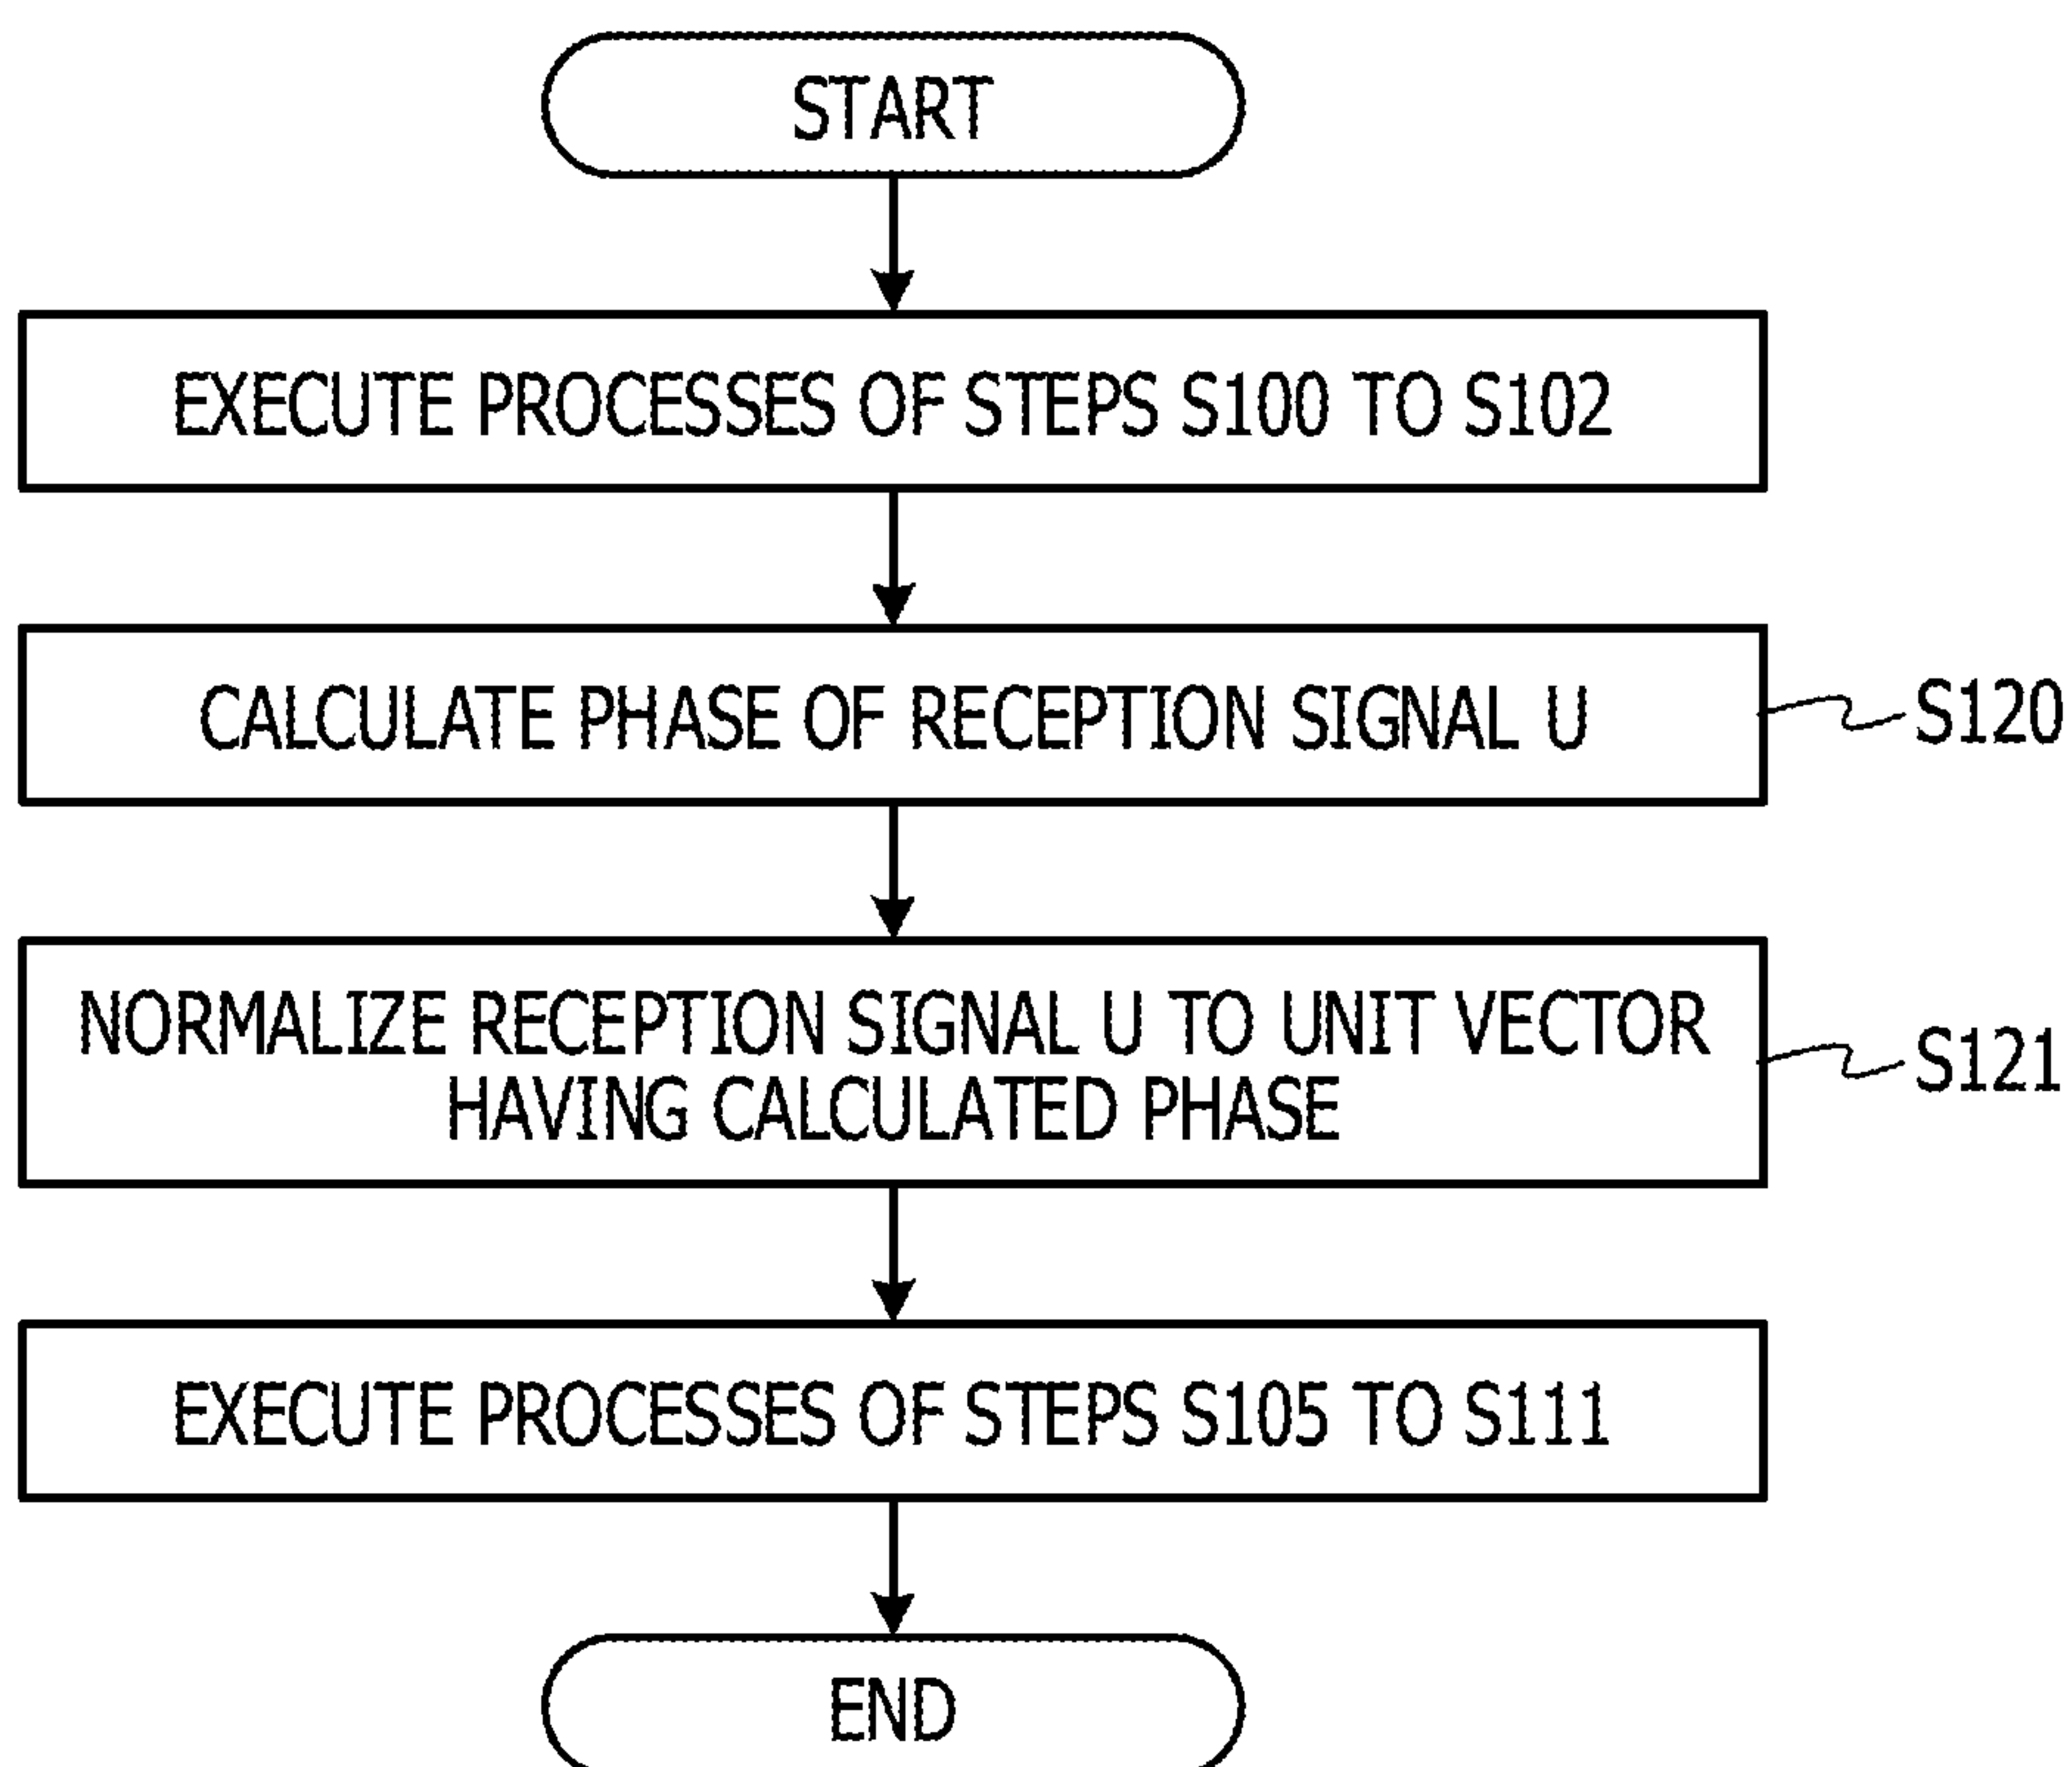 START
EXECUTE PROCESSES OF STEPS S100 TO S102
CALCULATE PHASE OF RECEPTION SIGNAL U
S120
NORMALIZE RECEPTION SIGNAL U TO UNIT VECTOR
HAVING CALCULATED PHASE
S121
EXECUTE PROCESSES OF STEPS S105 TO S111
END